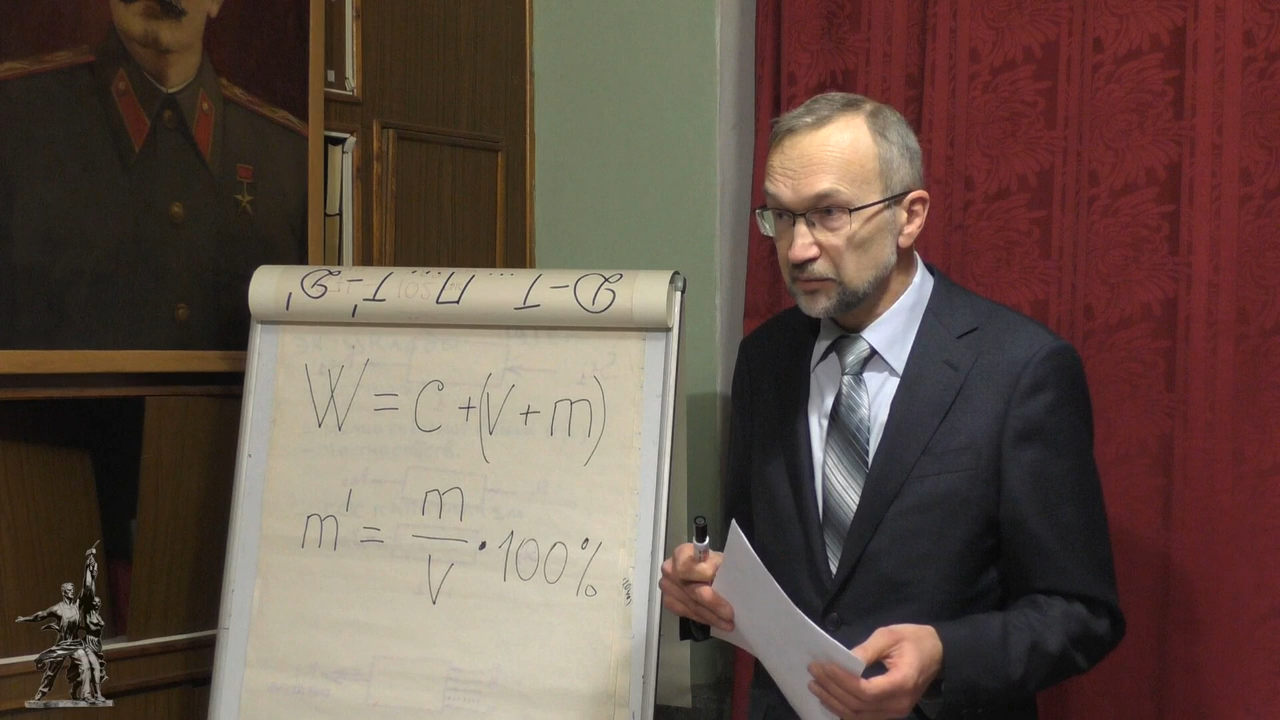 Д-Т ... П ... Т'-Д'
W = C + (V + m)
m' = m/V · 100%